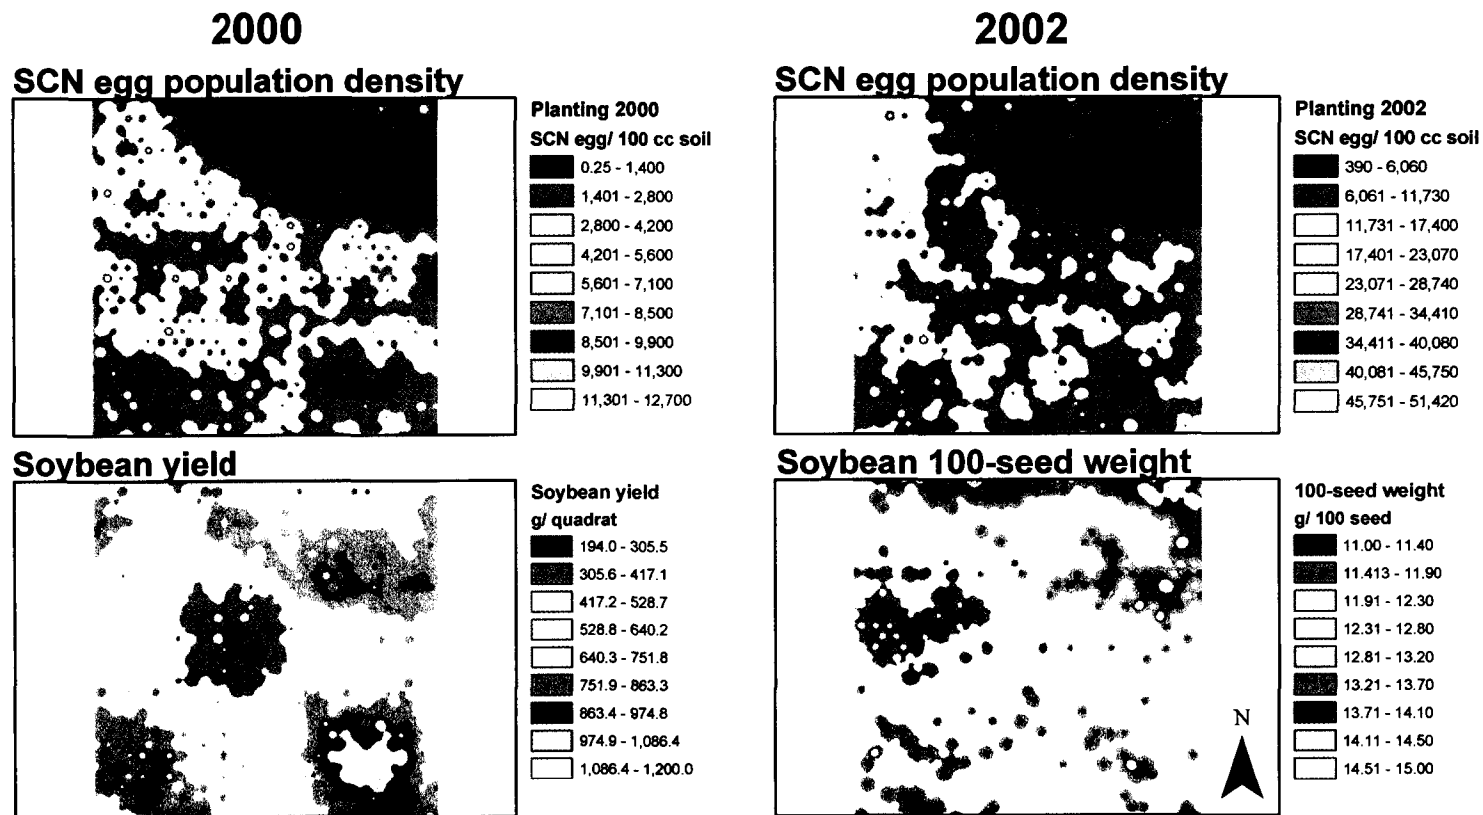 2000
SCN egg population density
Planting 2000
SCN egg/ 100 cc soil
0.25 - 1,400
1,401 - 2,800
2,800 - 4,200
4,201 - 5,600
5,601 - 7,100
7,101 - 8,500
8,501 - 9,900
9,901 - 11,300
11,301 - 12,700
Soybean yield
Soybean yield
g/ quadrat
194.0 - 305.5
305.6 - 417.1
417.2 - 528.7
528.8 - 640.2
640.3 - 751.8
751.9 - 863.3
863.4 - 974.8
974.9 - 1,086.4
1,086.4 - 1,200.0
2002
SCN egg population density
Planting 2002
SCN egg/ 100 cc soil
390 - 6,060
6,061 - 11,730
11,731 - 17,400
17,401 - 23,070
23,071 - 28,740
28,741 - 34,410
34,411 - 40,080
40,081 - 45,750
45,751 - 51,420
Soybean 100-seed weight
100-seed weight
g/ 100 seed
11.00 - 11.40
11.413 - 11.90
11.91 - 12.30
12.31 - 12.80
12.81 - 13.20
13.21 - 13.70
13.71 - 14.10
14.11 - 14.50
14.51 - 15.00
N